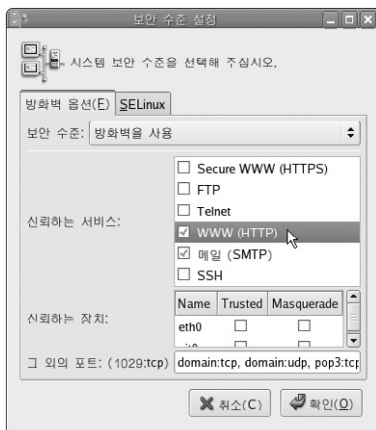 보안 수준 설정
시스템 보안 수준을 선택해 주십시오.
방화벽 옵션(F) SELinux
보안 수준: 방화벽을 사용
신뢰하는 서비스:
Secure WWW (HTTPS)
FTP
Telnet
WWW (HTTP)
메일 (SMTP)
SSH
신뢰하는 장치:
Name Trusted Masquerade
eth0
그 외의 포트: (1029:tcp) domain:tcp, domain:udp, pop3:tcp
취소(C) 확인(O)